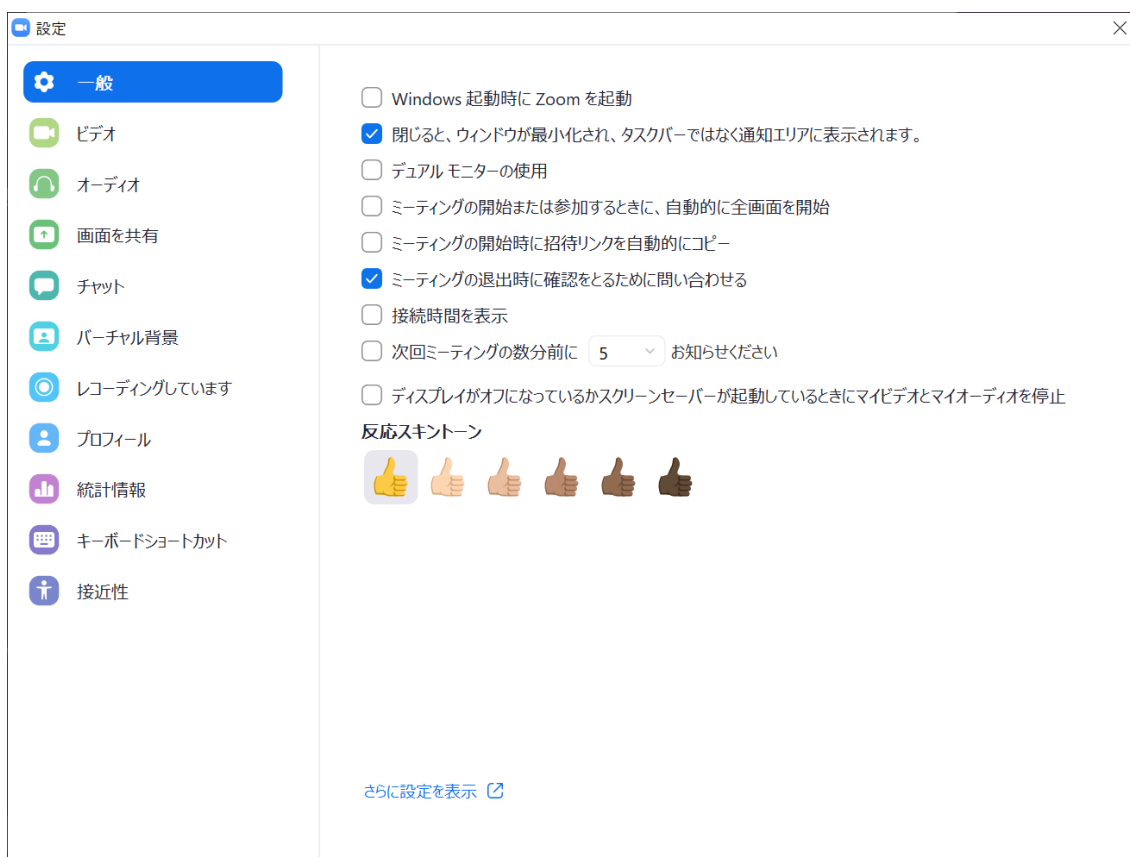 設定
一般
ビデオ
オーディオ
画面を共有
チャット
バーチャル背景
レコーディングしています
プロフィール
統計情報
キーボードショートカット
接近性
Windows 起動時に Zoom を起動
閉じると、ウィンドウが最小化され、タスクバーではなく通知エリアに表示されます。
デュアル モニターの使用
ミーティングの開始または参加するときに、自動的に全画面を開始
ミーティングの開始時に招待リンクを自動的にコピー
ミーティングの退出時に確認をとるために問い合わせる
接続時間を表示
次回ミーティングの数分前に 5 お知らせください
ディスプレイがオフになっているかスクリーンセーバーが起動しているときにマイビデオとマイオーディオを停止
反応スキントーン
さらに設定を表示